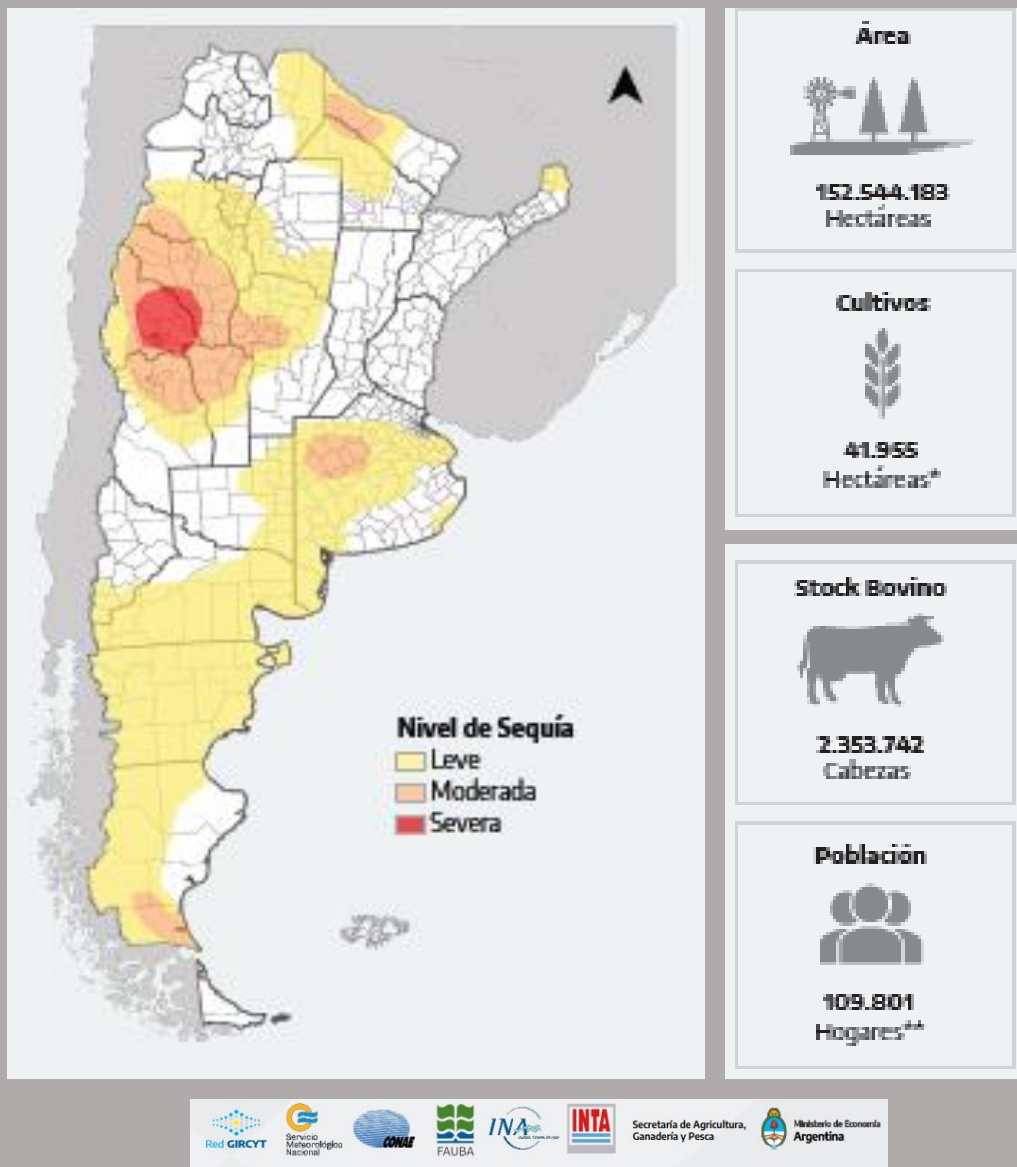 Área
152.544.183
Hectáreas
Cultivos
41.955
Hectáreas*
Stock Bovino
2.353.742
Cabezas
Población
109.801
Hogares**
Nivel de Sequía
Leve
Moderada
Severa
Red GIRCYT
Servicio
Meteorológico
Nacional
CONAE
FAUBA
INA
INTA
Secretaría de Agricultura,
Ganadería y Pesca
Ministerio de Economía
Argentina